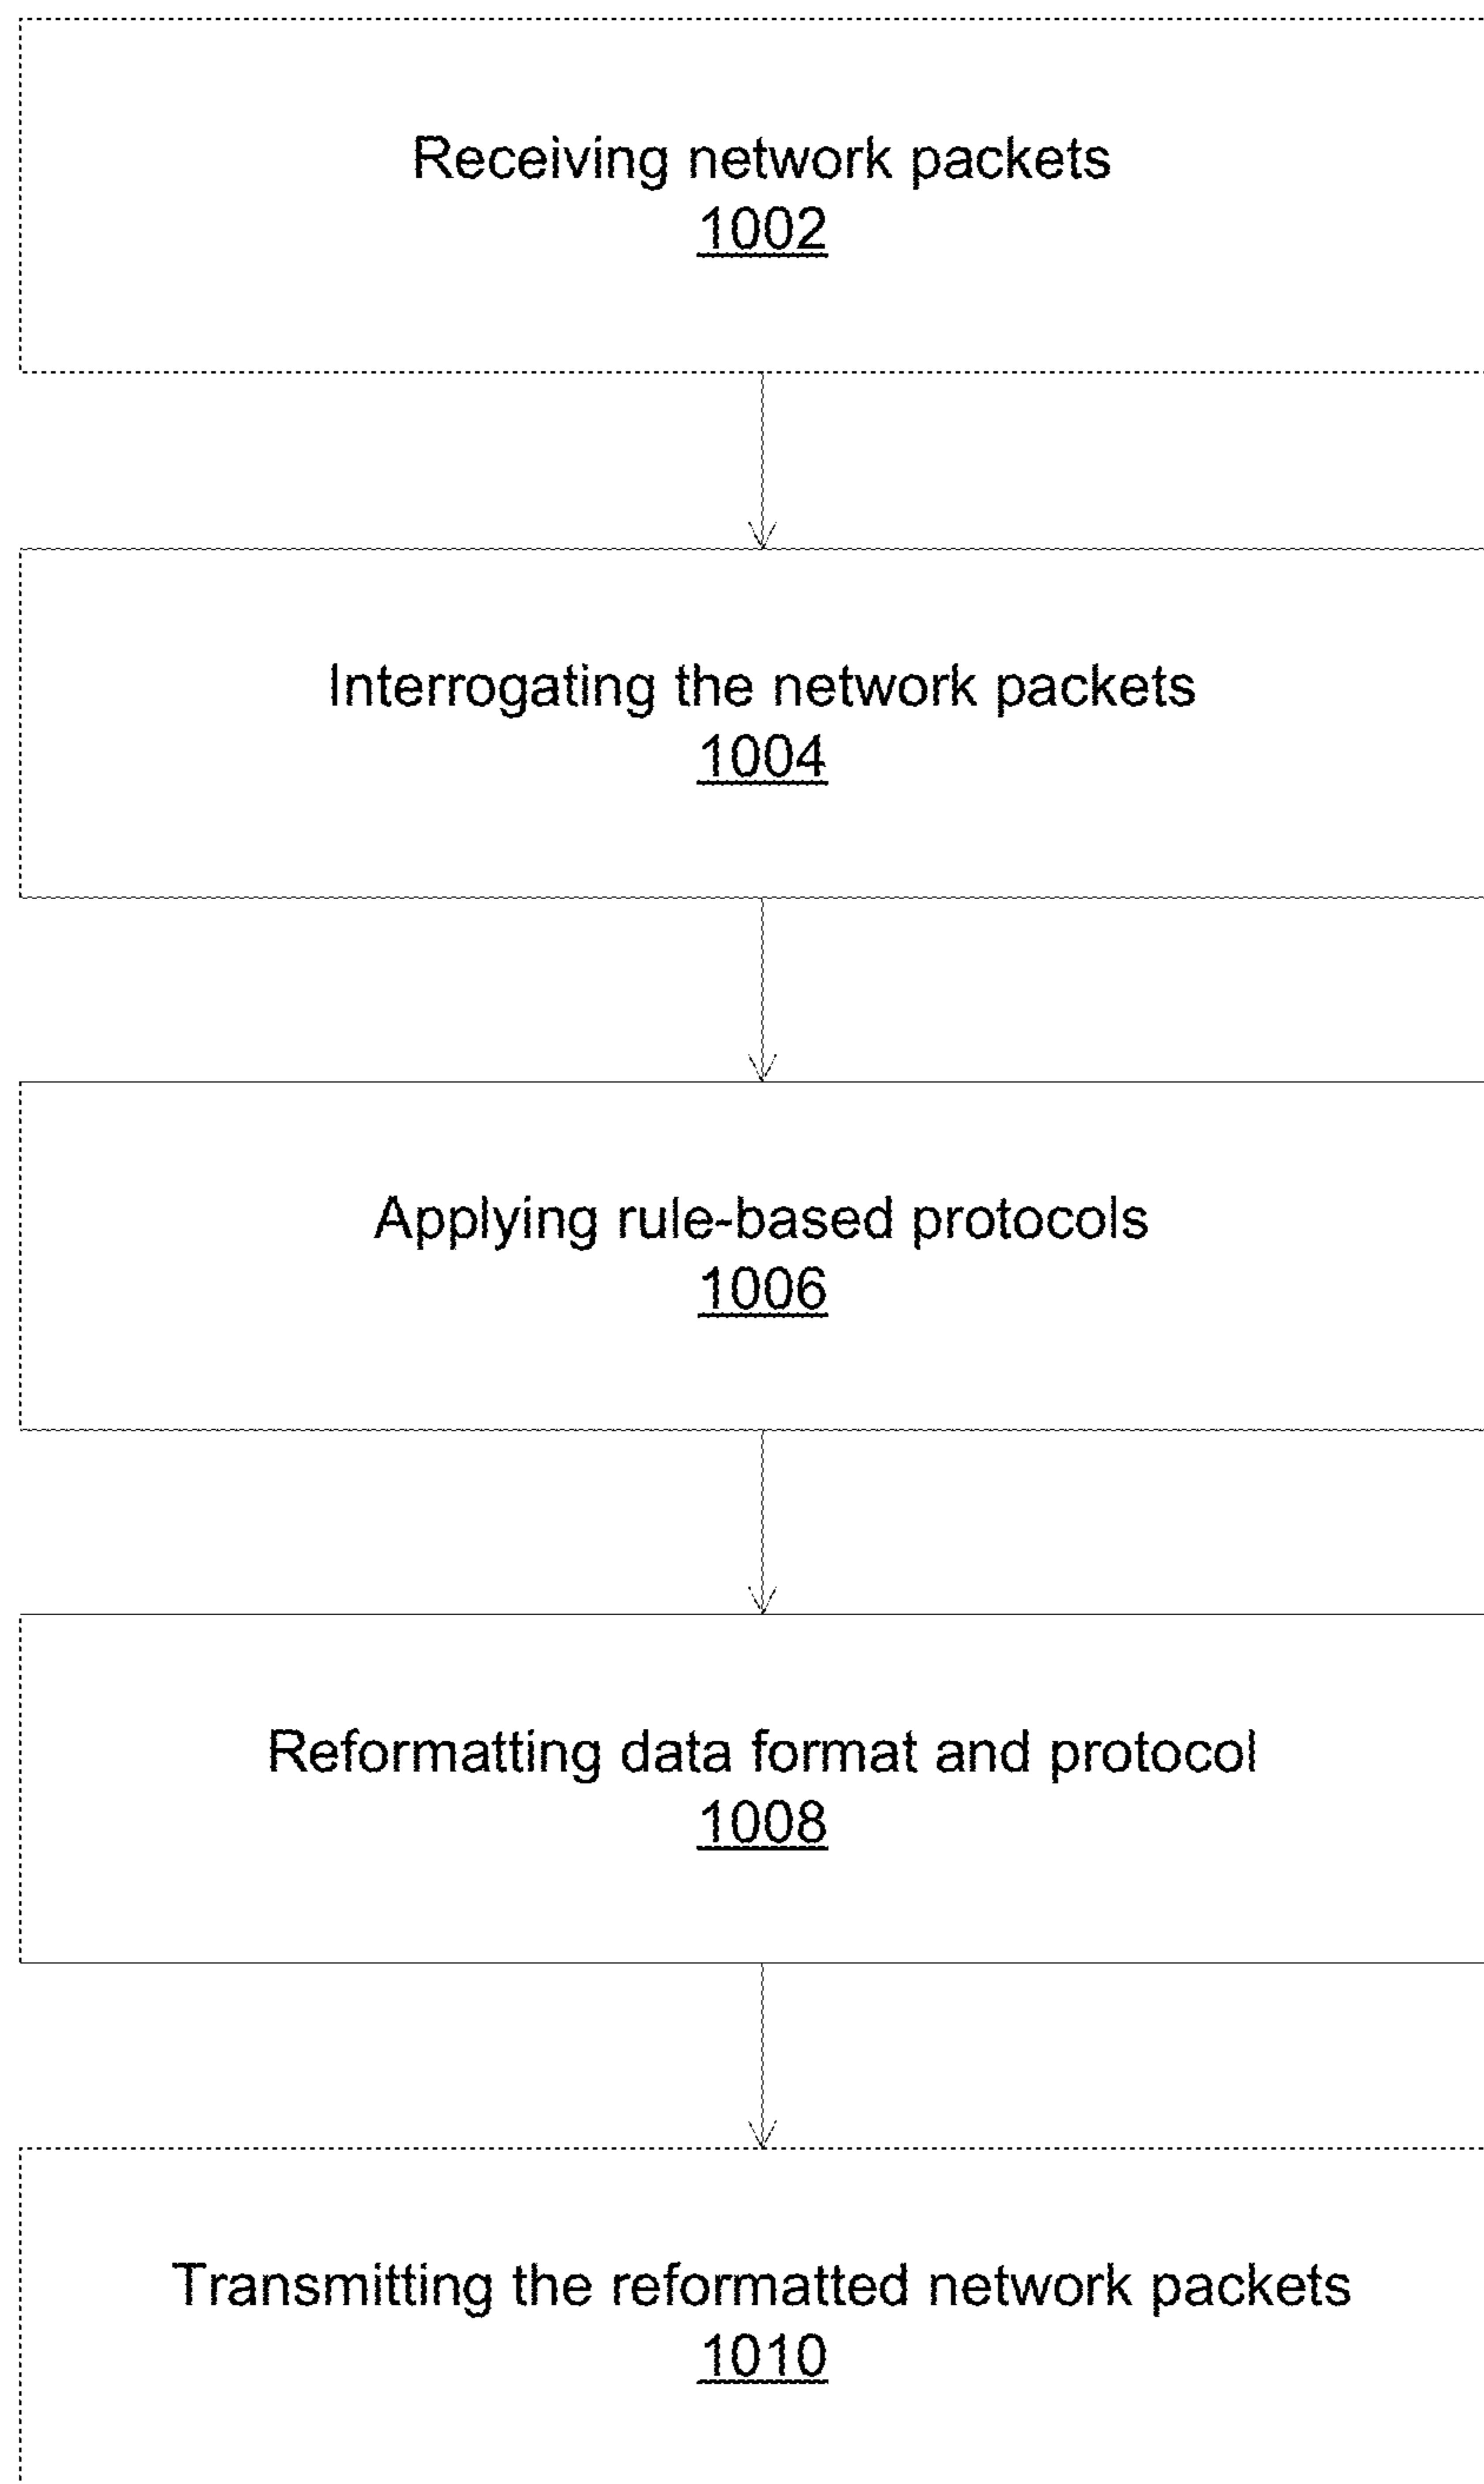 Receiving network packets
1002
Interrogating the network packets
1004
Applying rule-based protocols
1006
Reformatting data format and protocol
1008
Transmitting the reformatted network packets
1010